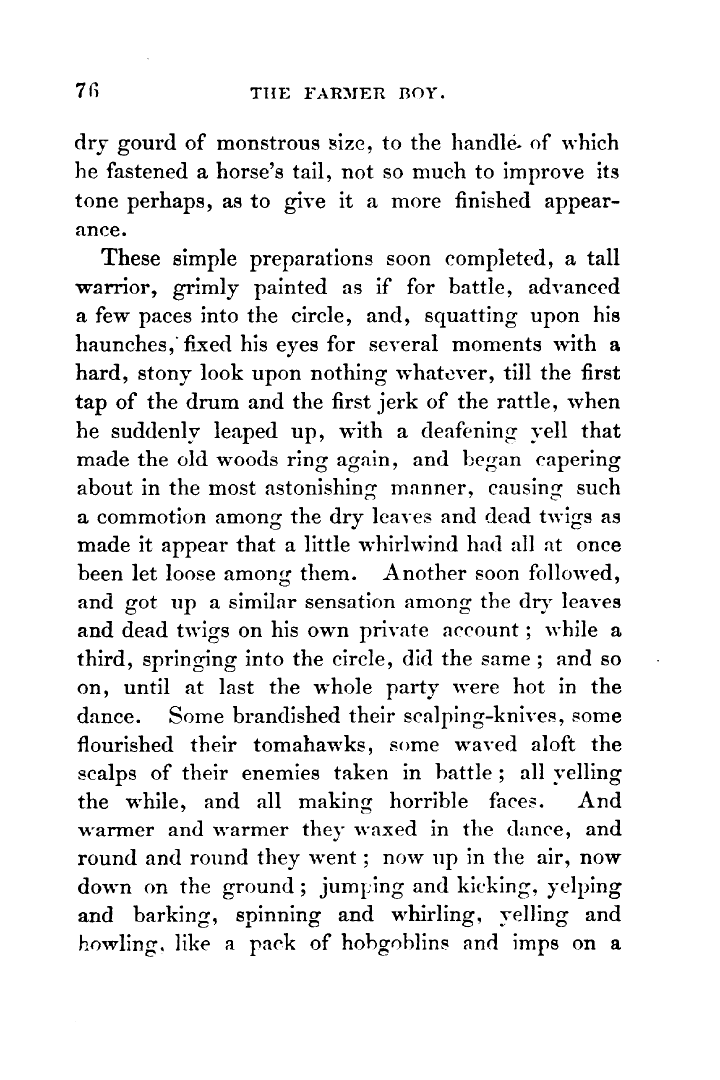 76 THE FARMER BOY.
dry gourd of monstrous size, to the handle of which
he fastened a horse's tail, not so much to improve its
tone perhaps, as to give it a more finished appear-
ance.
These simple preparations soon completed, a tall
warrior, grimly painted as if for battle, advanced
a few paces into the circle, and, squatting upon his
haunches, fixed his eyes for several moments with a
hard, stony look upon nothing whatever, till the first
tap of the drum and the first jerk of the rattle, when
he suddenly leaped up, with a deafening yell that
made the old woods ring again, and began capering
about in the most astonishing manner, causing such
a commotion among the dry leaves and dead twigs as
made it appear that a little whirlwind had all at once
been let loose among them. Another soon followed,
and got up a similar sensation among the dry leaves
and dead twigs on his own private account ; while a
third, springing into the circle, did the same ; and so
on, until at last the whole party were hot in the
dance. Some brandished their scalping-knives, some
flourished their tomahawks, some waved aloft the
scalps of their enemies taken in battle ; all yelling
the while, and all making horrible faces. And
warmer and warmer they waxed in the dance, and
round and round they went ; now up in the air, now
down on the ground ; jumping and kicking, yelping
and barking, spinning and whirling, yelling and
howling, like a pack of hobgoblins and imps on a